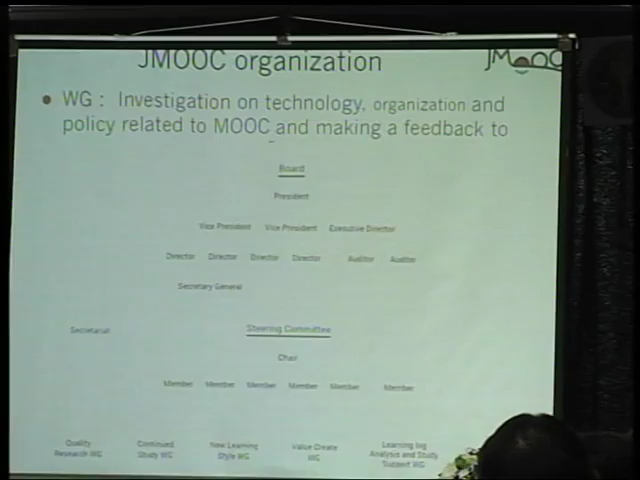 JMOOC organization
JMOOC
• WG : Investigation on technology, organization and
policy related to MOOC and making a feedback to
Board
President
Vice President Vice President Executive Director
Director Director Director Director Auditor Auditor
Secretary General
Secretariat
Steering Committee
Chair
Member Member Member Member Member Member
Quality
Research WG
Continued
Study WG
New Learning
Style WG
Value Create
WG
Learning log
Analysis and Study
Support WG